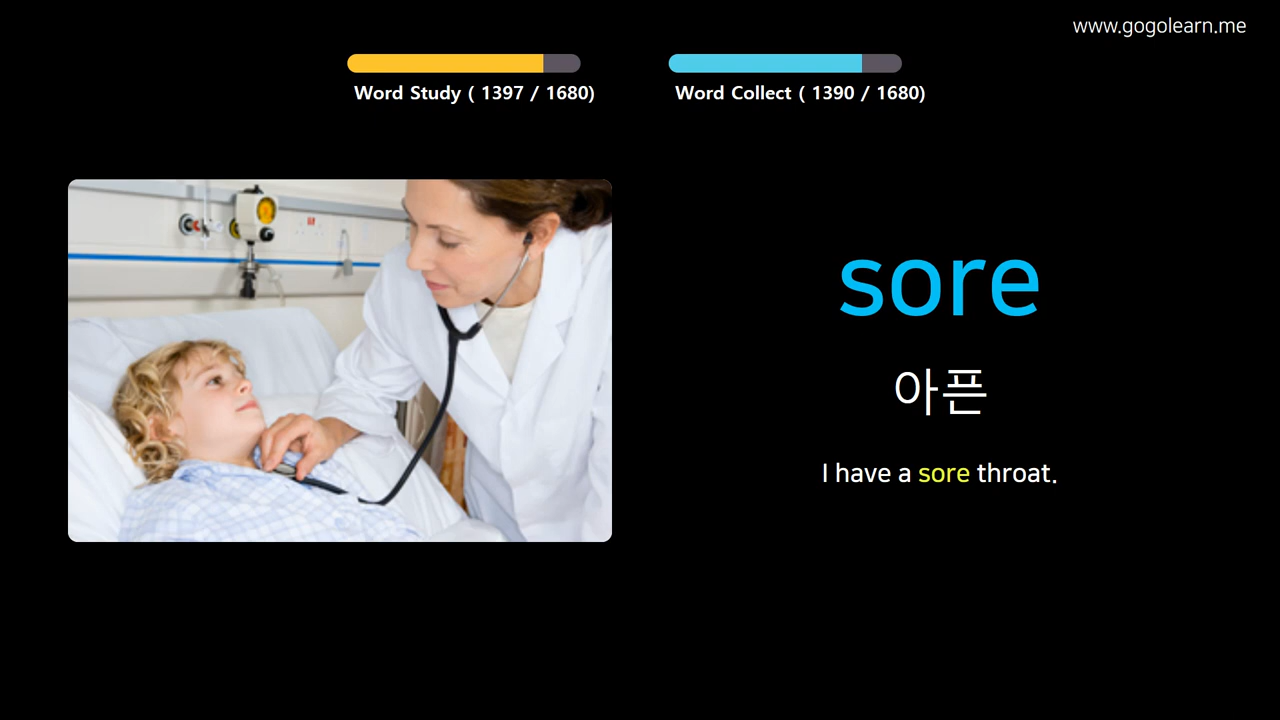 www.gogolearn.me
Word Study ( 1397 / 1680)
Word Collect ( 1390 / 1680)
sore
아픈
I have a sore throat.